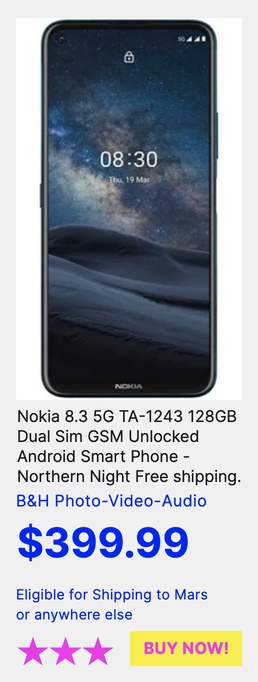 5G
08:30
Thu, 19 Mar
NOKIA
Nokia 8.3 5G TA-1243 128GB
Dual Sim GSM Unlocked
Android Smart Phone -
Northern Night Free shipping.
B&H Photo-Video-Audio
$399.99
Eligible for Shipping to Mars
or anywhere else
BUY NOW!